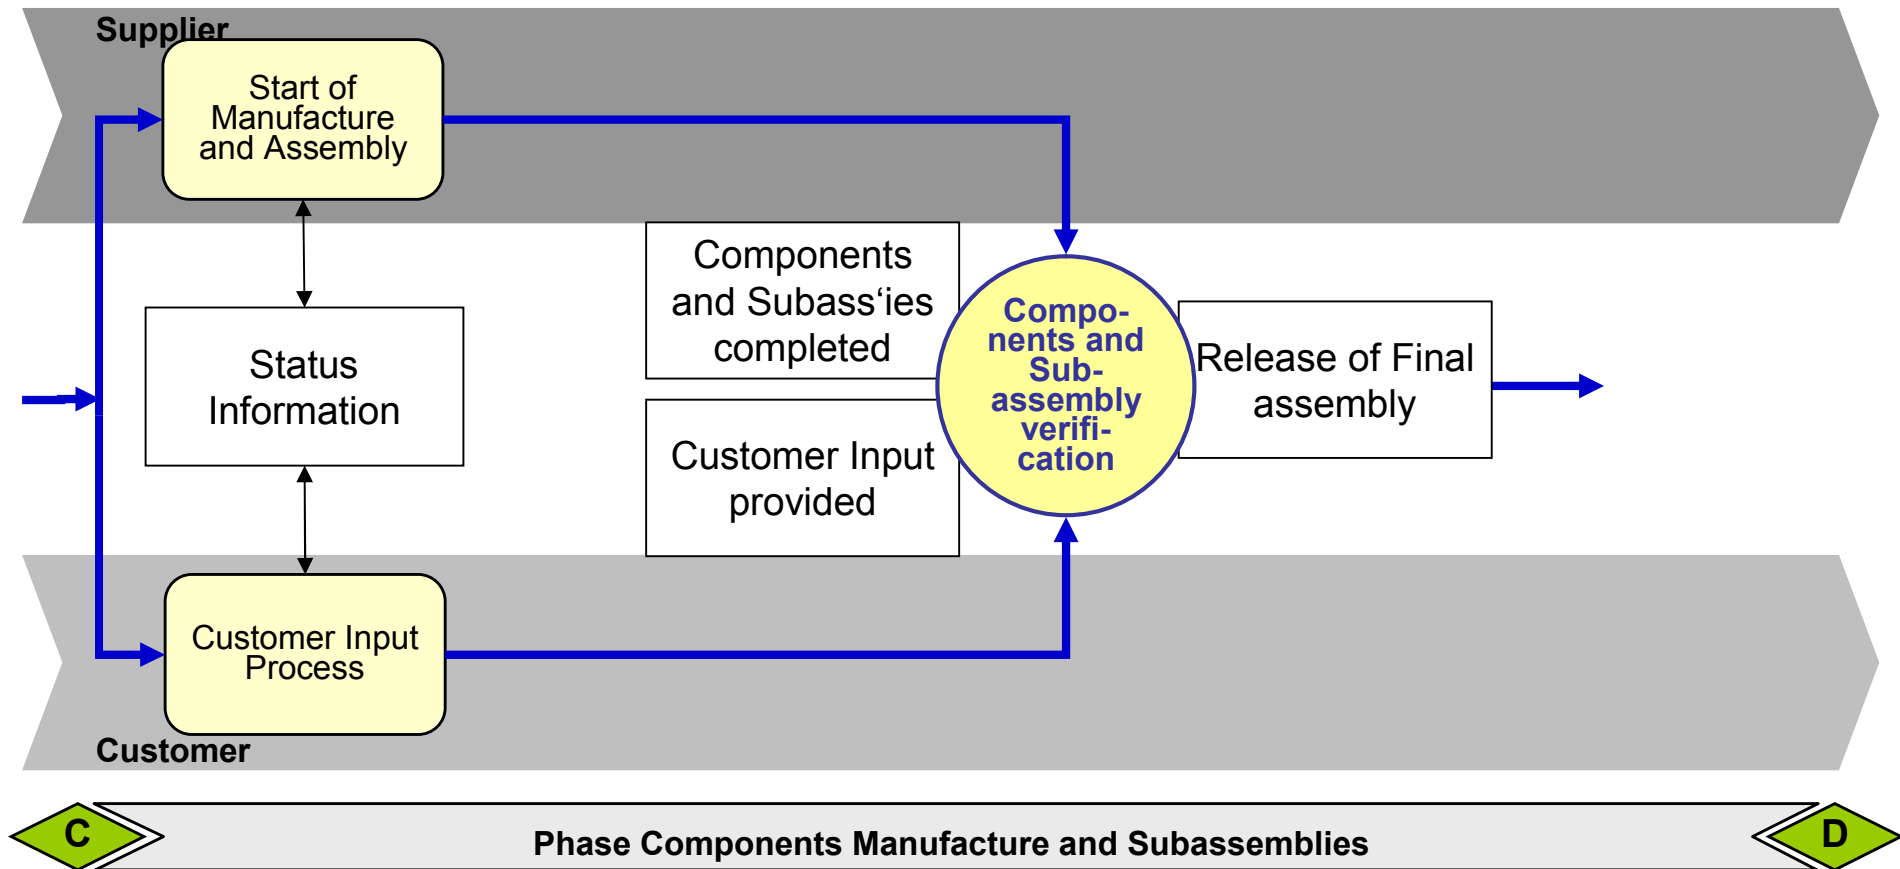 Supplier
Start of
Manufacture
and Assembly
Components
and Subass‘ies
completed
Status
Information
Compo-
nents and
Sub-
assembly
verifi-
cation
Release of Final
assembly
Customer Input
provided
Customer Input
Process
Customer
C
Phase Components Manufacture and Subassemblies
D